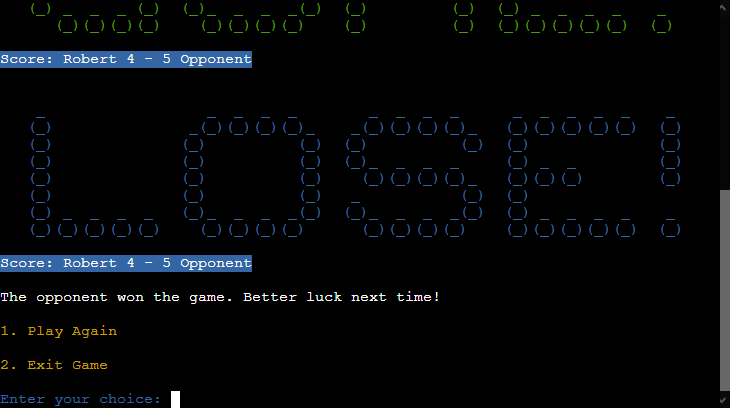 Score: Robert 4 - 5 Opponent
LOSE!
Score: Robert 4 - 5 Opponent
The opponent won the game. Better luck next time!
1. Play Again
2. Exit Game
Enter your choice: